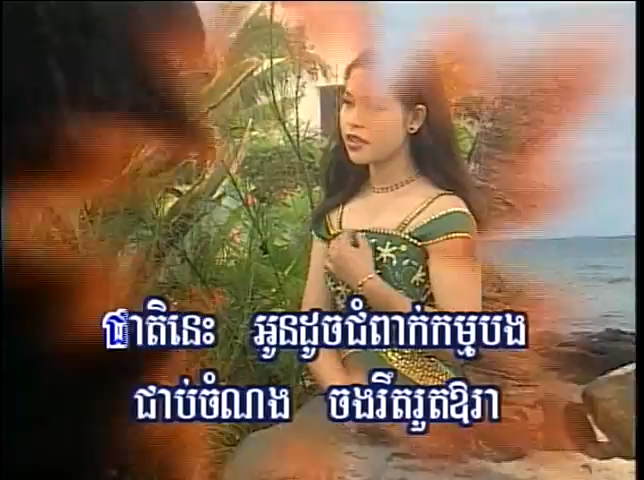 ជាតិនេះ អូនដូចជំពាក់កម្មបង
ជាប់ចំណង ចងរឹតរួតឱរា